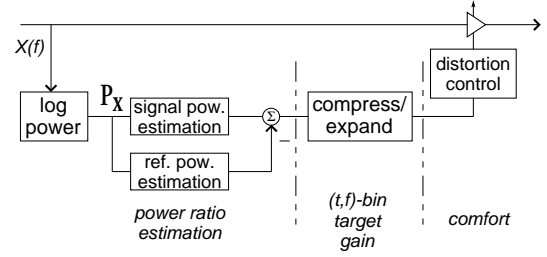 X(f)
log
power
P_X
signal pow.
estimation
ref. pow.
estimation
Σ
−
compress/
expand
distortion
control
power ratio
estimation
(t,f)-bin
target
gain
comfort